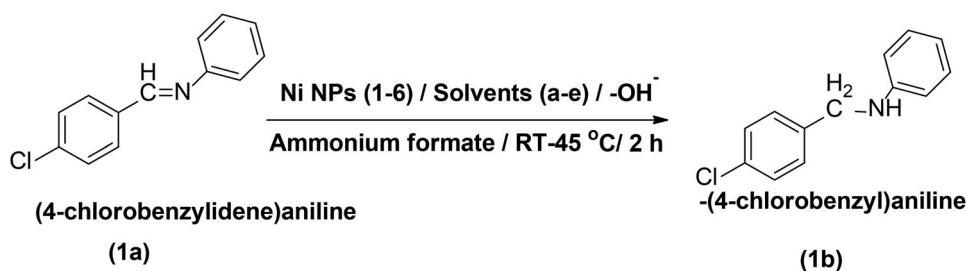 H
C=N
Cl
(4-chlorobenzylidene)aniline
(1a)
Ni NPs (1-6) / Solvents (a-e) / -OH⁻
Ammonium formate / RT-45 ºC/ 2 h
H₂
C-NH
Cl
-(4-chlorobenzyl)aniline
(1b)